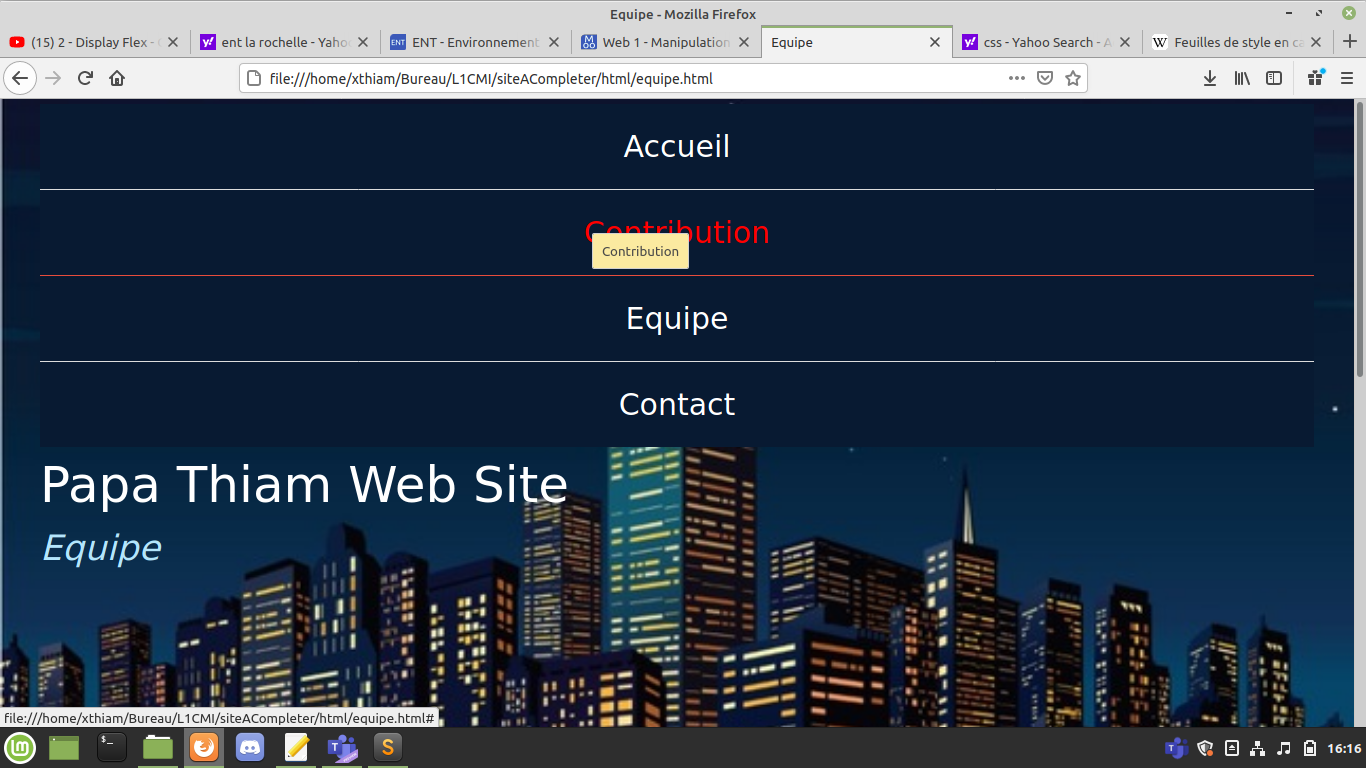 Equipe - Mozilla Firefox
(15) 2 - Display Flex -
ent la rochelle - Yaho
ENT - Environnement
Web 1 - Manipulation
Equipe
css - Yahoo Search - A
Feuilles de style en ca
file:///home/xthiam/Bureau/L1CMI/siteACompleter/html/equipe.html
Accueil
Contribution
Contribution
Equipe
Contact
Papa Thiam Web Site
Equipe
file:///home/xthiam/Bureau/L1CMI/siteACompleter/html/equipe.html#
16:16